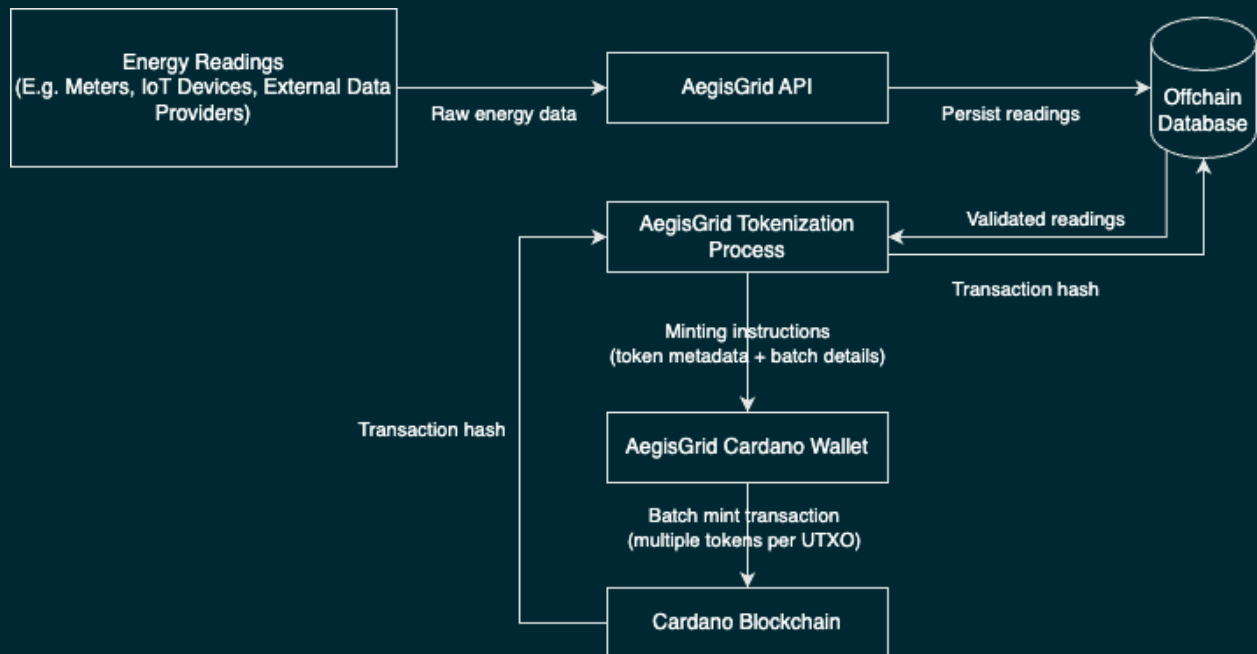 Energy Readings
(E.g. Meters, IoT Devices, External Data
Providers)
Raw energy data
AegisGrid API
Persist readings
Offchain
Database
AegisGrid Tokenization
Process
Validated readings
Transaction hash
Minting instructions
(token metadata + batch details)
Transaction hash
AegisGrid Cardano Wallet
Batch mint transaction
(multiple tokens per UTXO)
Cardano Blockchain